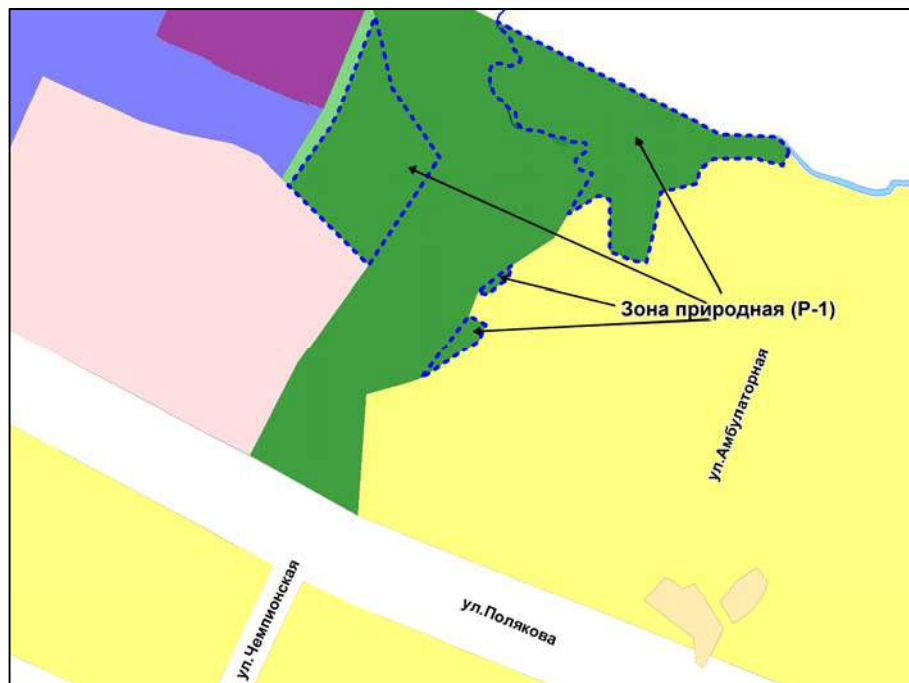 Зона природная (Р-1)
ул.Амбулаторная
ул.Полякова
ул.Чемпионская